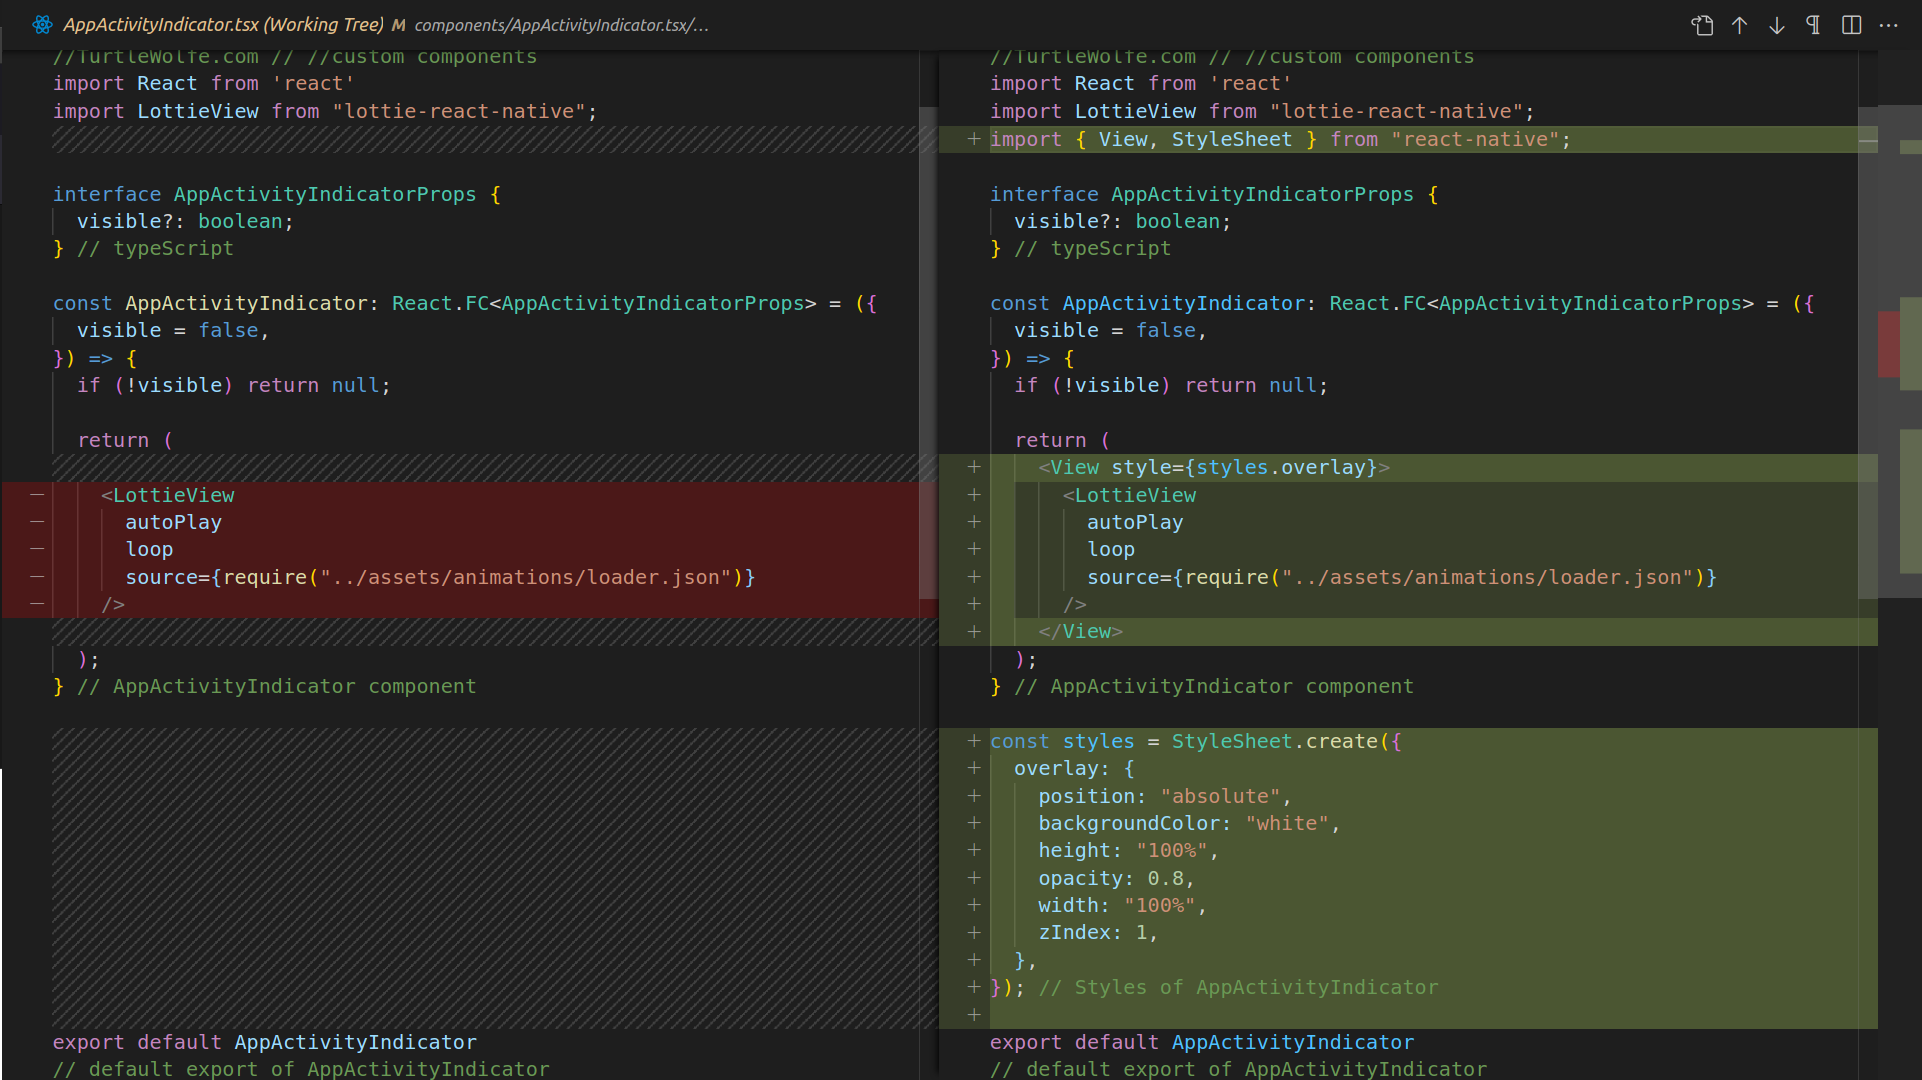 AppActivityIndicator.tsx (Working Tree) M components/AppActivityIndicator.tsx/...
//TurtleWolfe.com // //custom components
import React from 'react'
import LottieView from "lottie-react-native";
interface AppActivityIndicatorProps {
visible?: boolean;
} // typeScript
const AppActivityIndicator: React.FC<AppActivityIndicatorProps> = ({
visible = false,
}) => {
if (!visible) return null;
return (
— <LottieView
— autoPlay
— loop
— source={require("../assets/animations/loader.json")}
— />
);
} // AppActivityIndicator component
export default AppActivityIndicator
// default export of AppActivityIndicator
//TurtleWolfe.com // //custom components
import React from 'react'
import LottieView from "lottie-react-native";
+ import { View, StyleSheet } from "react-native";
interface AppActivityIndicatorProps {
visible?: boolean;
} // typeScript
const AppActivityIndicator: React.FC<AppActivityIndicatorProps> = ({
visible = false,
}) => {
if (!visible) return null;
return (
+ <View style={styles.overlay}>
+ <LottieView
+ autoPlay
+ loop
+ source={require("../assets/animations/loader.json")}
+ />
+ </View>
);
} // AppActivityIndicator component
+ const styles = StyleSheet.create({
+ overlay: {
+ position: "absolute",
+ backgroundColor: "white",
+ height: "100%",
+ opacity: 0.8,
+ width: "100%",
+ zIndex: 1,
+ },
+ }); // Styles of AppActivityIndicator
+
export default AppActivityIndicator
// default export of AppActivityIndicator